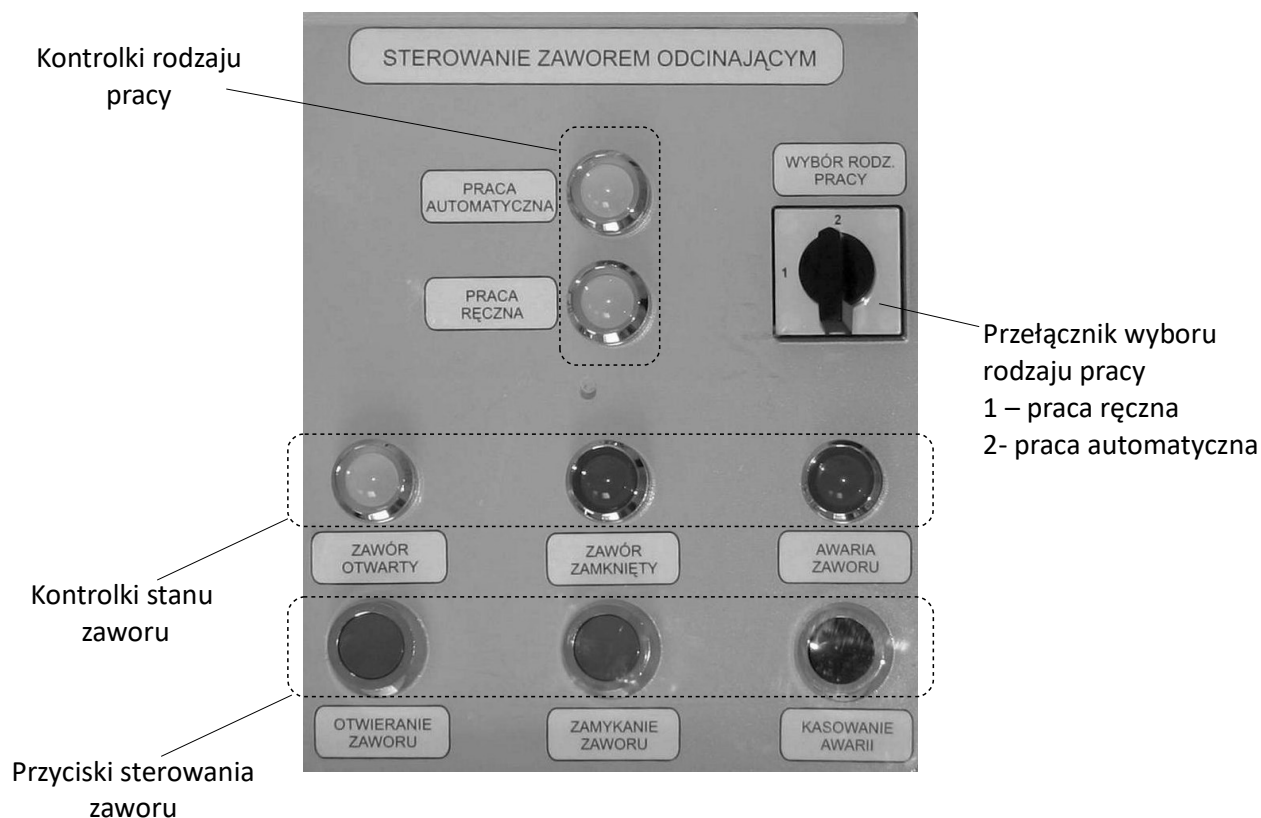 Kontrolki rodzaju
pracy
STEROWANIE ZAWOREM ODCINAJĄCYM
PRACA
AUTOMATYCZNA
WYBÓR RODZ.
PRACY
2
1
PRACA
RĘCZNA
Przełącznik wyboru
rodzaju pracy
1 – praca ręczna
2- praca automatyczna
ZAWÓR
OTWARTY
ZAWÓR
ZAMKNIĘTY
AWARIA
ZAWORU
Kontrolki stanu
zaworu
OTWIERANIE
ZAWORU
ZAMYKANIE
ZAWORU
KASOWANIE
AWARII
Przyciski sterowania
zaworu